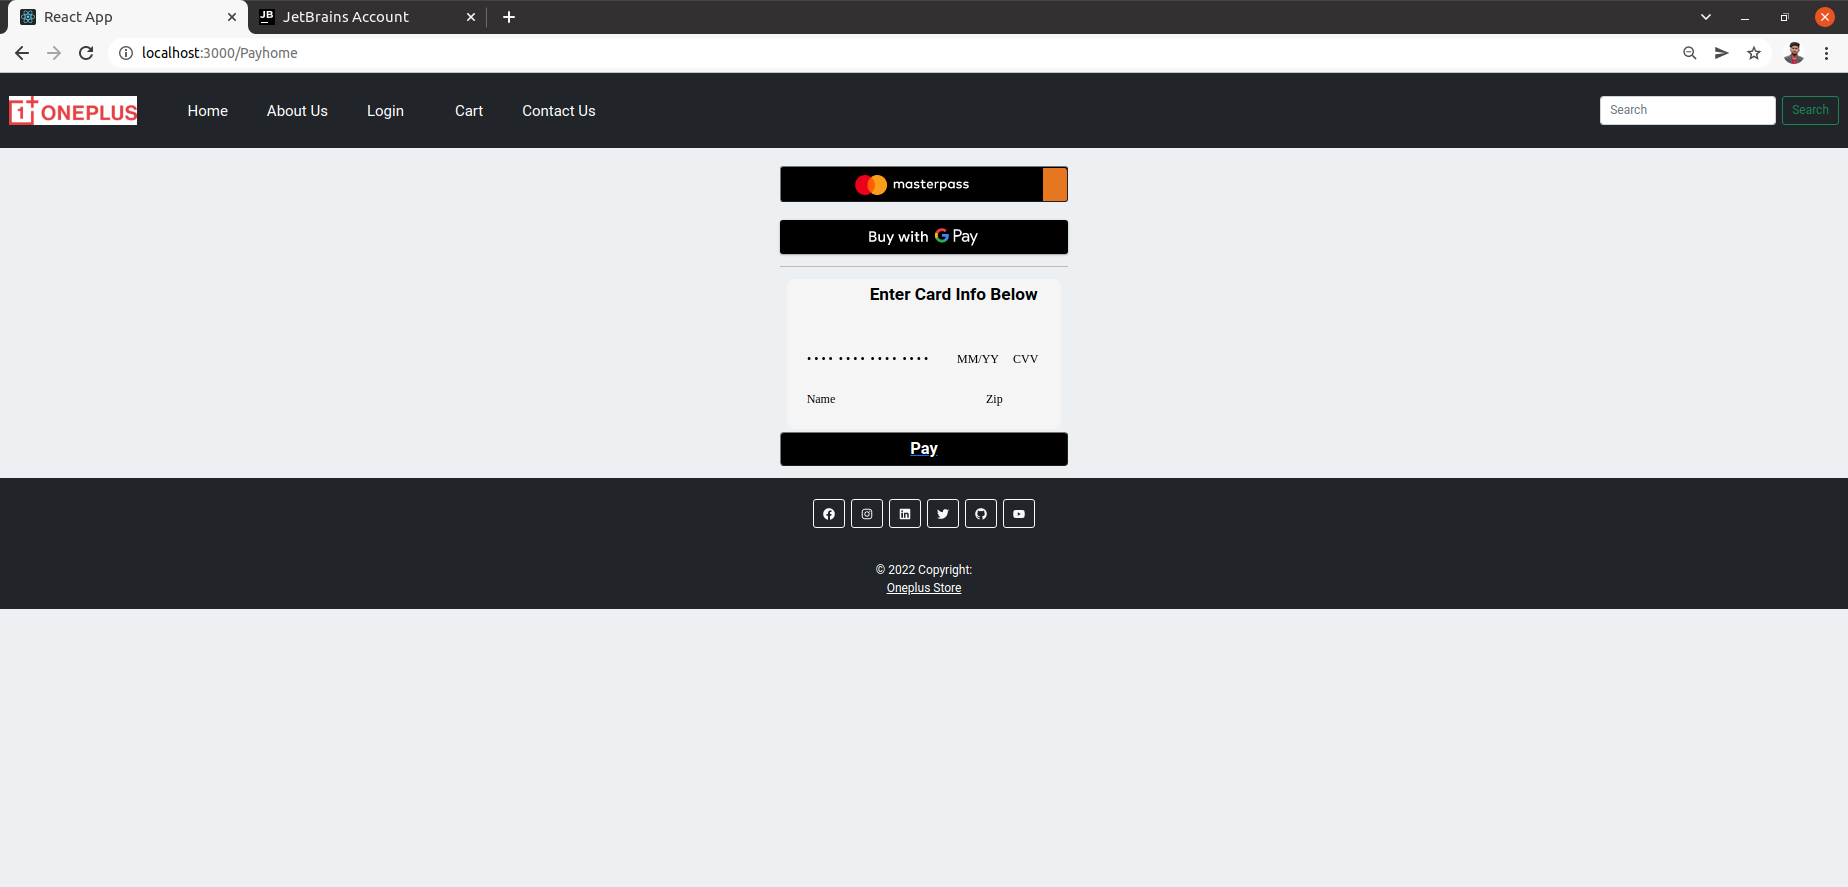 React App
JB JetBrains Account
localhost:3000/Payhome
1 ONEPLUS Home About Us Login Cart Contact Us Search Search
masterpass
Buy with G Pay
Enter Card Info Below
•••• •••• •••• •••• MM/YY CVV
Name Zip
Pay
© 2022 Copyright:
Oneplus Store